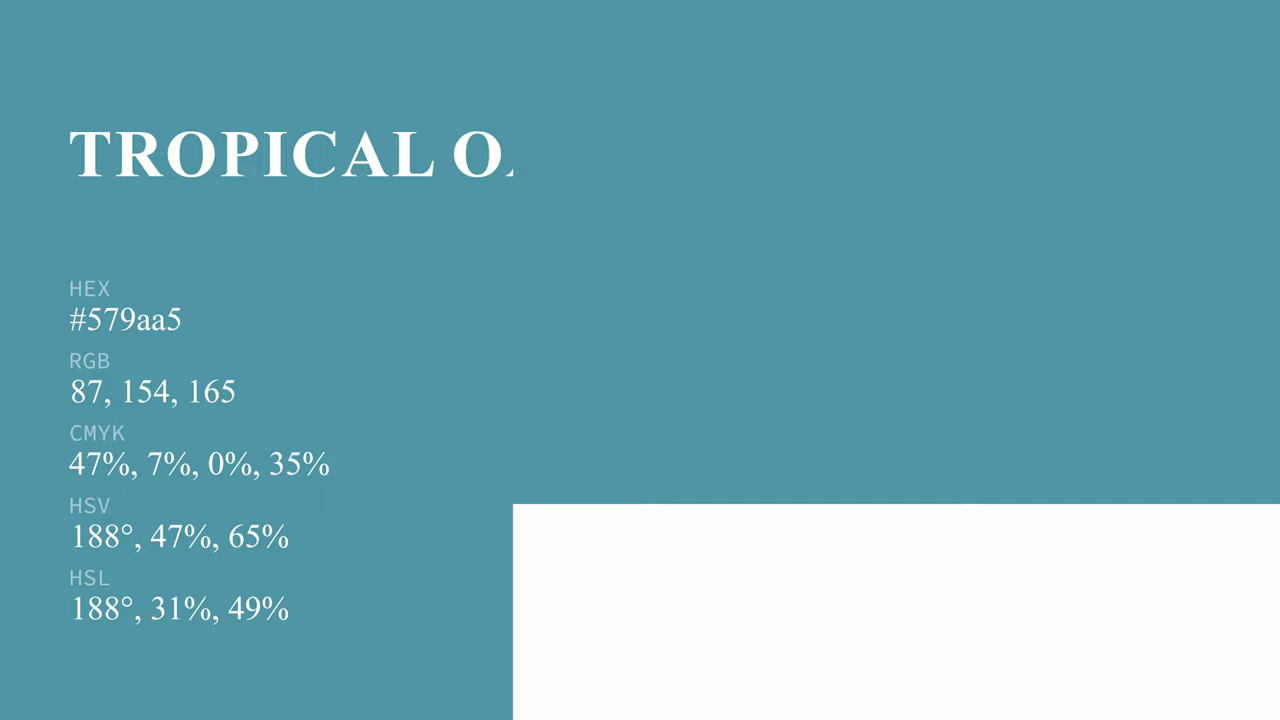 TROPICAL O
HEX
#579aa5
RGB
87, 154, 165
CMYK
47%, 7%, 0%, 35%
HSV
188°, 47%, 65%
HSL
188°, 31%, 49%